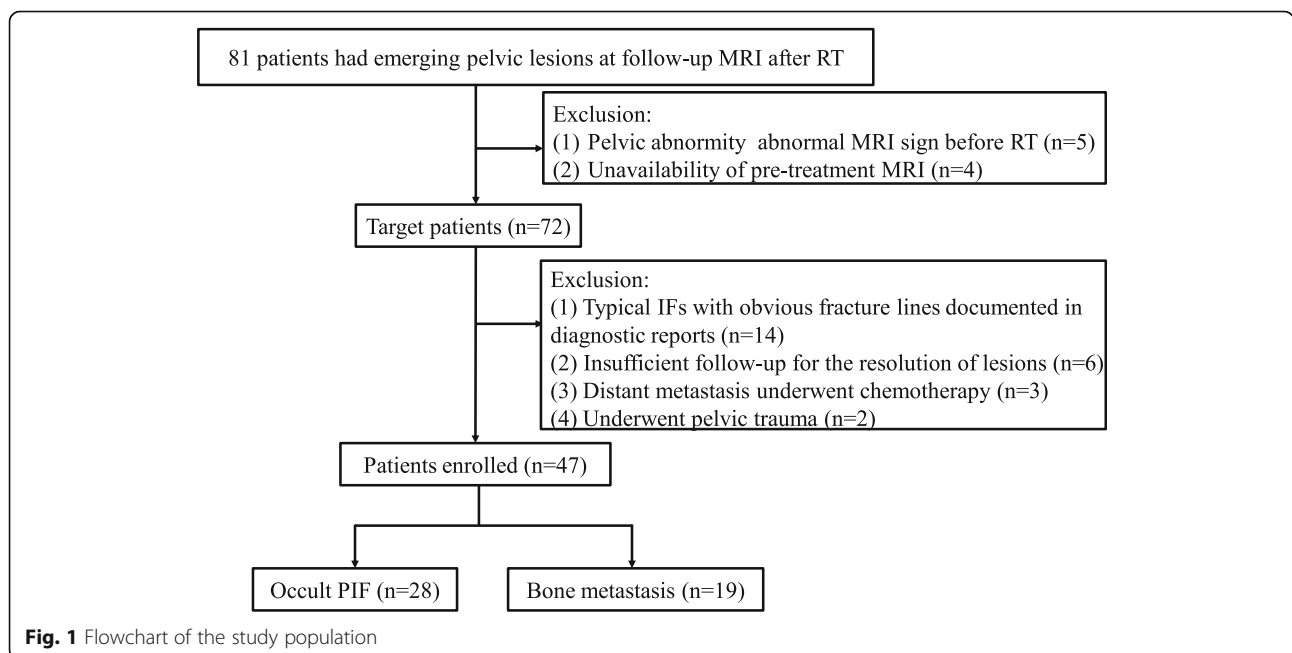 81 patients had emerging pelvic lesions at follow-up MRI after RT
Exclusion:
(1) Pelvic abnormity abnormal MRI sign before RT (n=5)
(2) Unavailability of pre-treatment MRI (n=4)
Target patients (n=72)
Exclusion:
(1) Typical IFs with obvious fracture lines documented in
diagnostic reports (n=14)
(2) Insufficient follow-up for the resolution of lesions (n=6)
(3) Distant metastasis underwent chemotherapy (n=3)
(4) Underwent pelvic trauma (n=2)
Patients enrolled (n=47)
Occult PIF (n=28)
Bone metastasis (n=19)
Fig. 1 Flowchart of the study population